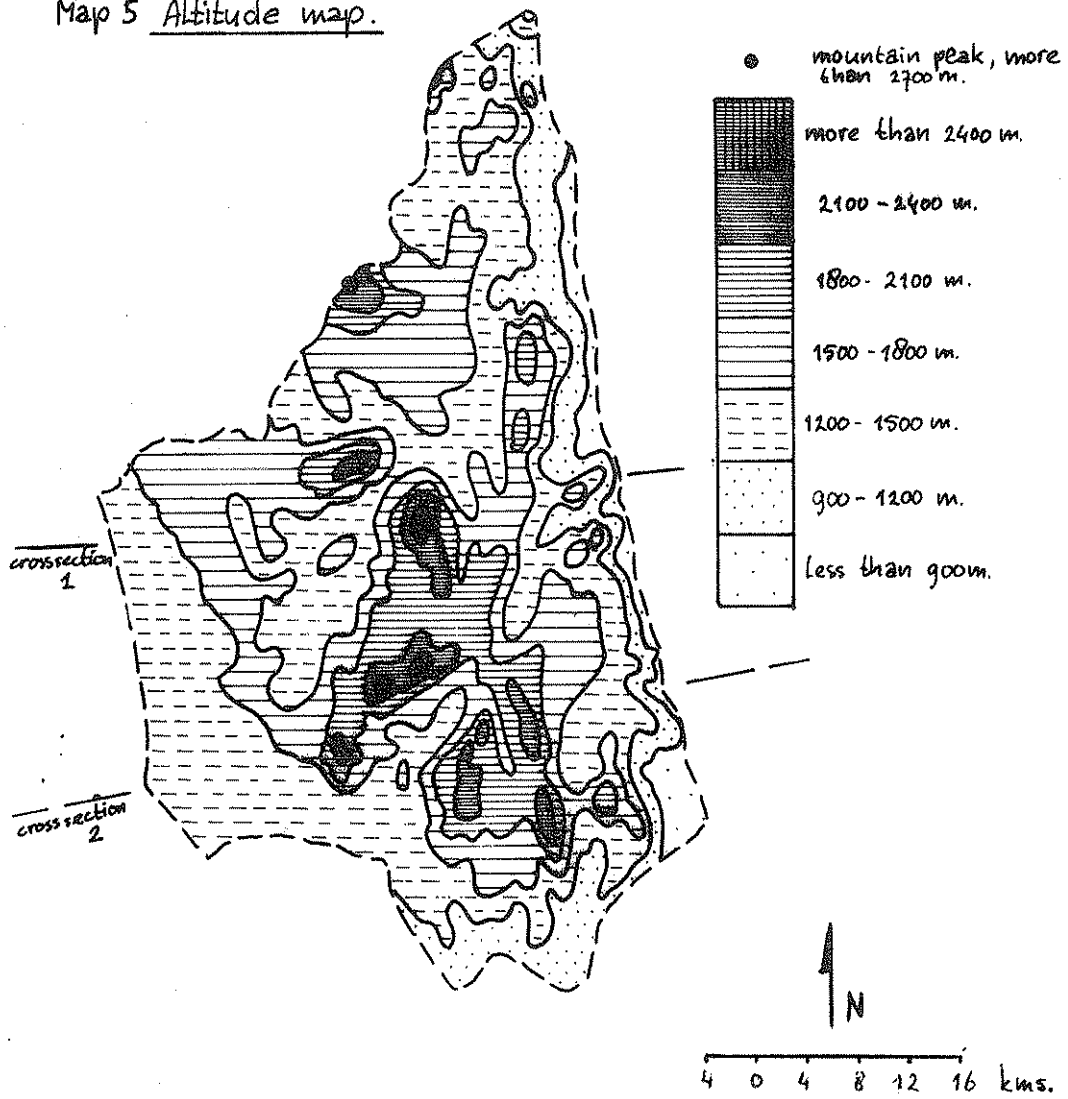 Map 5 Altitude map.
mountain peak, more
than 2700 m.
more than 2400 m.
2100 - 2400 m.
1800 - 2100 m.
1500 - 1800 m.
1200 - 1500 m.
900 - 1200 m.
Less than 900m.
crosssection
1
crosssection
2
N
4 0 4 8 12 16 kms.